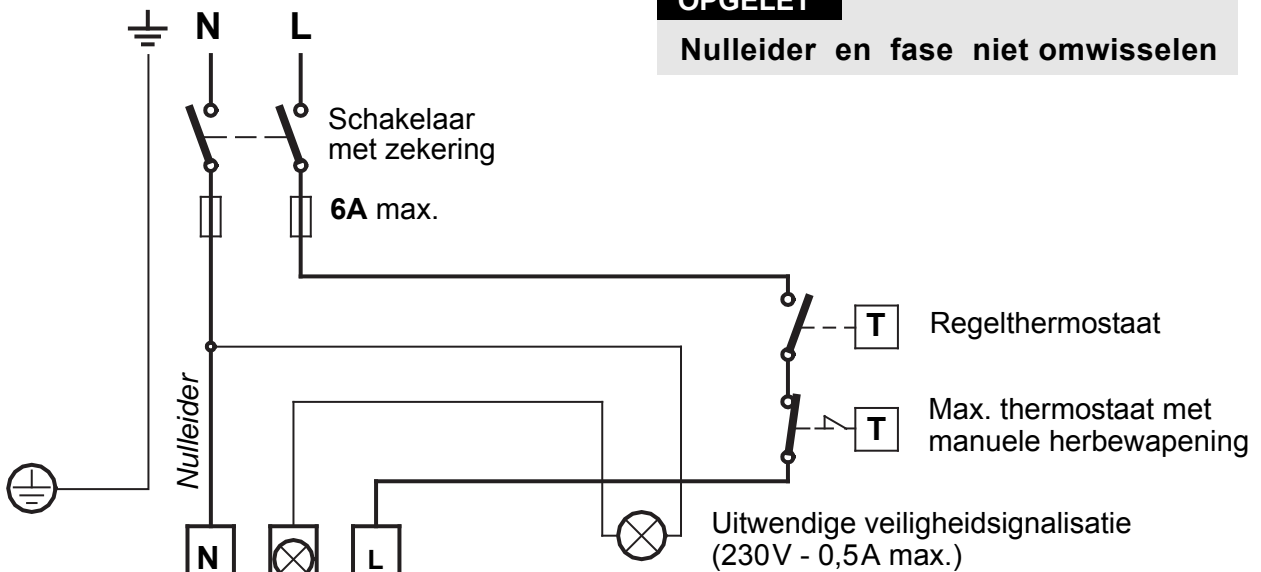 OPGELET
Nulleider en fase niet omwisselen
N
L
Schakelaar
met zekering
6A max.
T
Regelthermostaat
Nulleider
T
Max. thermostaat met
manuele herbewapening
N
L
Uitwendige veiligheidsignalisatie
(230V - 0,5A max.)